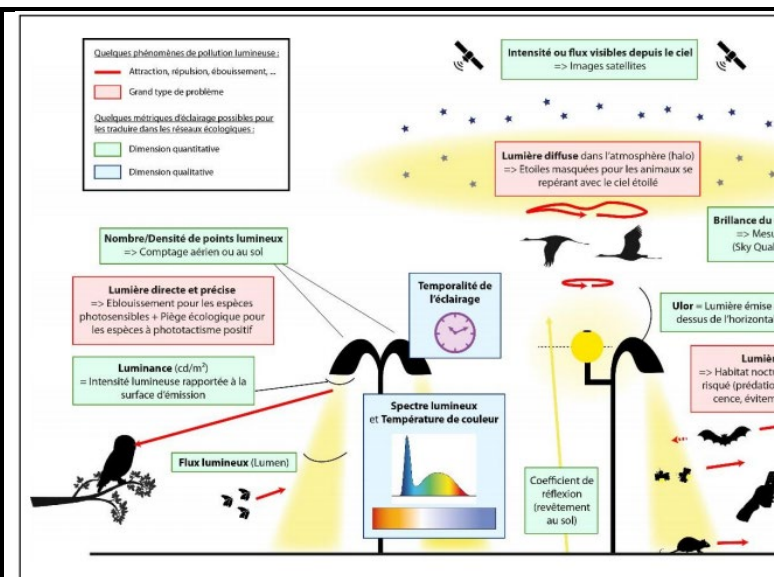 Quelques phénomènes de pollution lumineuse :
Attraction, répulsion, ébouissement, ...
Grand type de problème
Quelques métriques d'éclairage possibles pour
les traduire dans les réseaux écologiques :
Dimension quantitative
Dimension qualitative
Intensité ou flux visibles depuis le ciel
=> Images satellites
Lumière diffuse dans l'atmosphère (halo)
=> Etoiles masquées pour les animaux se
repérant avec le ciel étoilé
Nombre/Densité de points lumineux
=> Comptage aérien ou au sol
Brillance du
=> Mesu
(Sky Qual
Lumière directe et précise
=> Eblouissement pour les espèces
photosensibles + Piège écologique pour
les espèces à phototactisme positif
Temporalité de
l'éclairage
Ulor = Lumière émise
dessus de l'horizontal
Luminance (cd/m²)
= Intensité lumineuse rapportée à la
surface d'émission
Lumièr
=> Habitat noctu
risqué (prédatio
cence, évitem
Spectre lumineux
et Température de couleur
Flux lumineux (Lumen)
Coefficient de
réflexion
(revêtement
au sol)